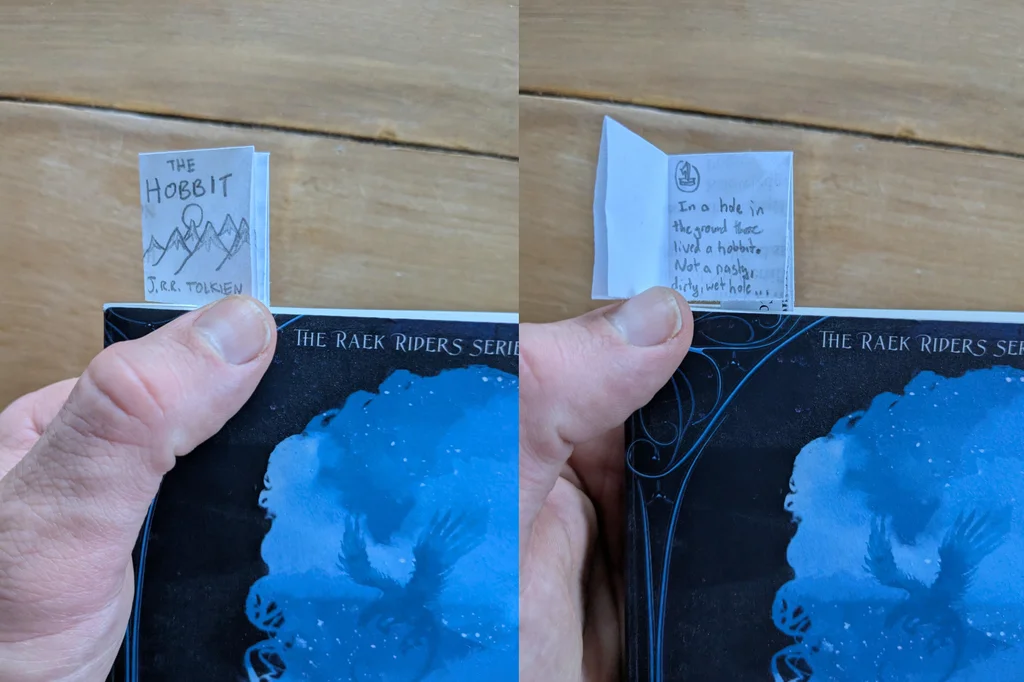 THE
HOBBIT
J.R.R. TOLKIEN
THE RAEK RIDERS SERIE
In a hole in
the ground there
lived a hobbit.
Not a nasty,
dirty, wet hole...
THE RAEK RIDERS SER